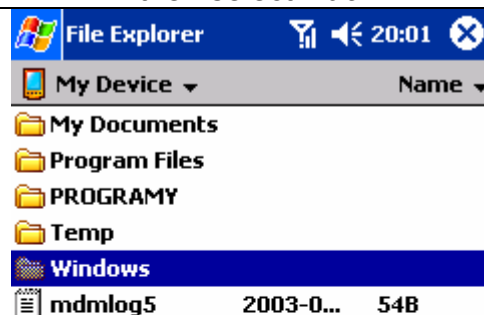 File Explorer 20:01
My Device Name
My Documents
Program Files
PROGRAMY
Temp
Windows
mdmlog5 2003-0... 54B